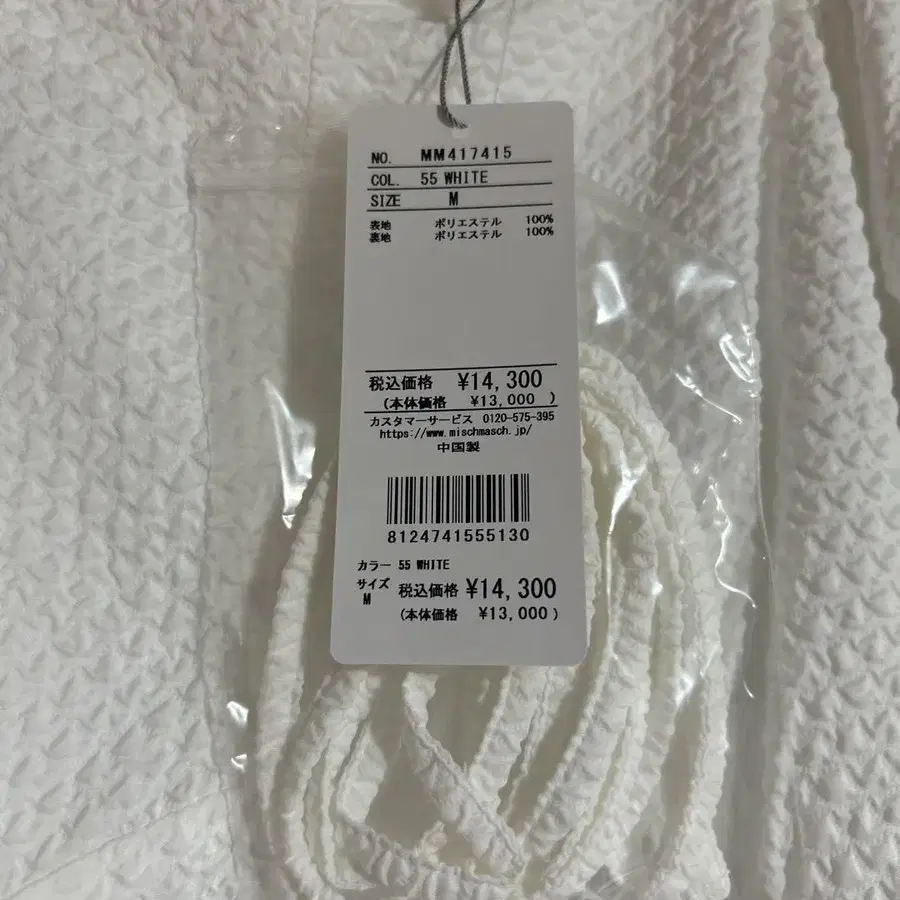 NO. MM417415
COL. 55 WHITE
SIZE M
表地 ポリエステル 100%
裏地 ポリエステル 100%
税込価格 ¥14,300
(本体価格 ¥13,000 )
カスタマーサービス 0120-575-395
https://www.mischmasch.jp/
中国製
8124741555130
カラー 55 WHITE
サイズ M 税込価格 ¥14,300
(本体価格 ¥13,000 )